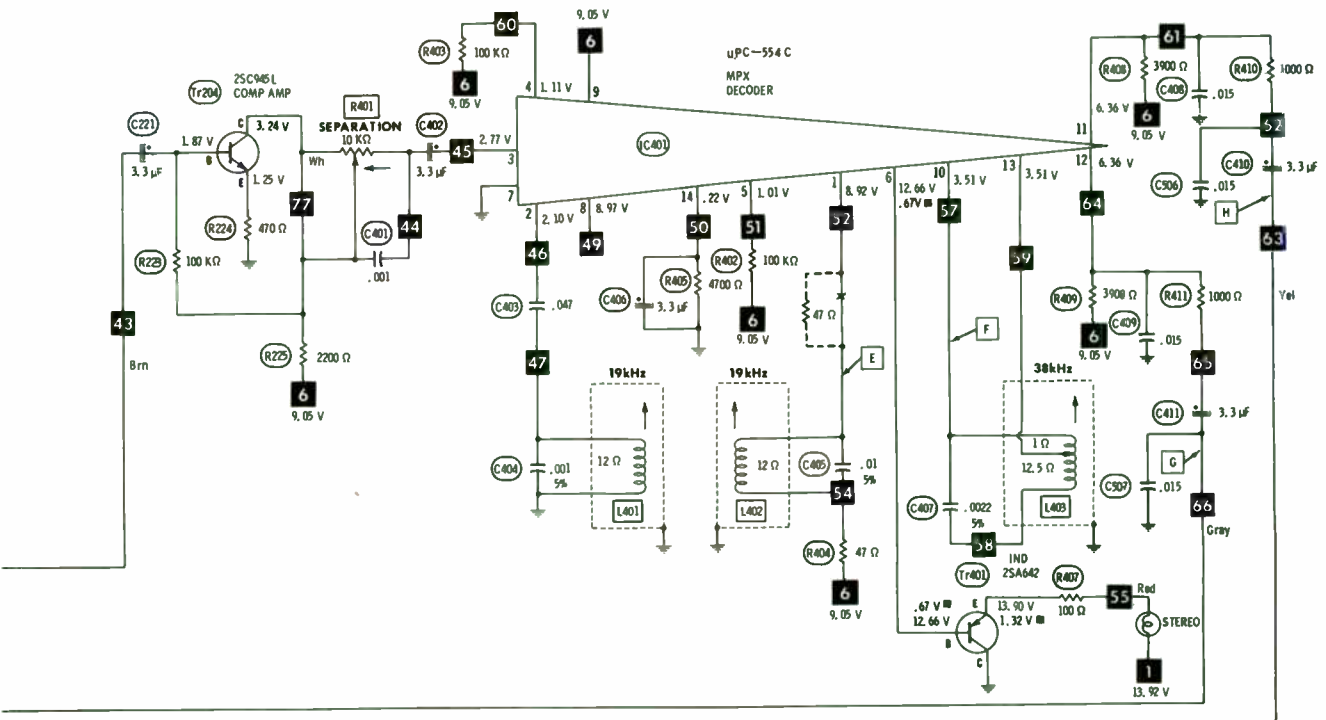 9.05 V
60
6
61
R403
100 KΩ
µPC-554C
R408
3900 Ω
R410
1000 Ω
2SC945L
COMP AMP
MPX
DECODER
Tr204
6
9.05 V
4
1.11 V
9
C408
.015
R401
6.36 V
6
9.05 V
C221
C
3.24 V
SEPARATION
10 KΩ
C402
11
52
1.87 V
2.77 V
IC401
B
Wh
45
3
12
6.36 V
C410
3.3 µF
3.3 µF
3.3 µF
6
10
13
C506
.015
E
1.25 V
7
14
5
1
12.66 V
3.51 V
3.51 V
77
2
8
.22 V
1.01 V
8.92 V
.67V
64
H
2.10 V
8.97 V
52
57
R224
470 Ω
C401
44
50
51
63
46
49
R223
100 KΩ
R402
100 KΩ
59
.001
R405
4700 Ω
C403
.047
C406
3.3 µF
47 Ω
R409
3900 Ω
R411
1000 Ω
Yel
43
6
F
C409
.015
6
R225
2200 Ω
9.05 V
9.05 V
Brn
47
E
65
19kHz
19kHz
38kHz
6
9.05 V
C411
3.3 µF
1 Ω
C404
.001
5%
12 Ω
12 Ω
C405
.01
5%
12.5 Ω
G
C507
.015
54
L401
L402
C407
.0022
5%
L403
66
Gray
R404
47 Ω
58
IND
2SA642
Tr401
R407
6
.67 V
E
13.90 V
100 Ω
55
Red
9.05 V
12.66 V
1.32 V
STEREO
B
C
1
13.92 V